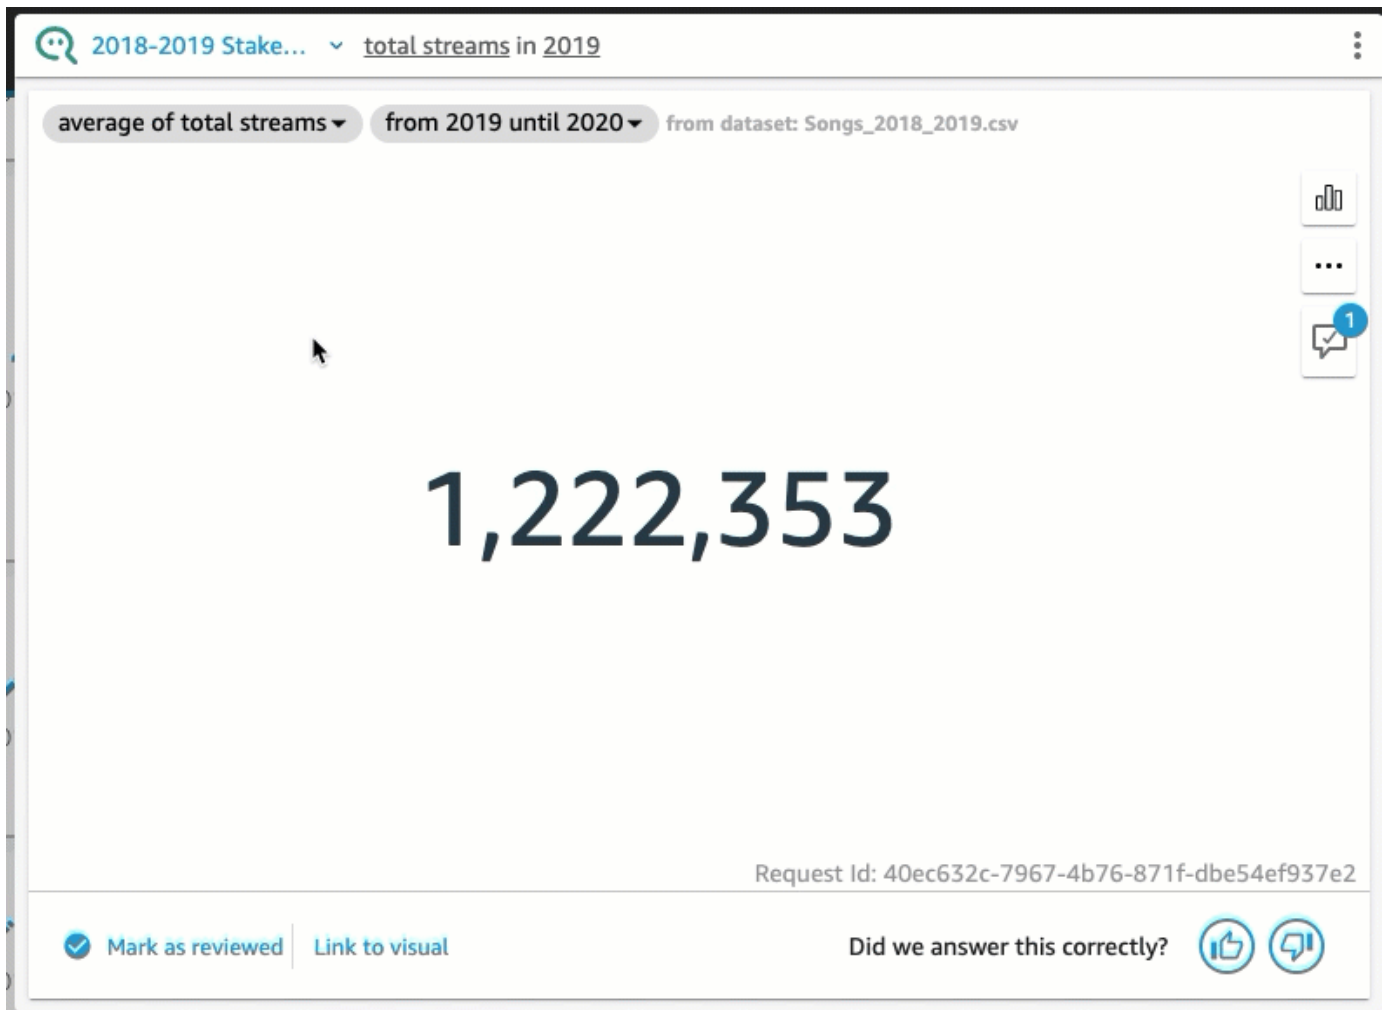 2018-2019 Stake... total streams in 2019
average of total streams from 2019 until 2020 from dataset: Songs_2018_2019.csv
1
1,222,353
Request Id: 40ec632c-7967-4b76-871f-dbe54ef937e2
Mark as reviewed Link to visual Did we answer this correctly?